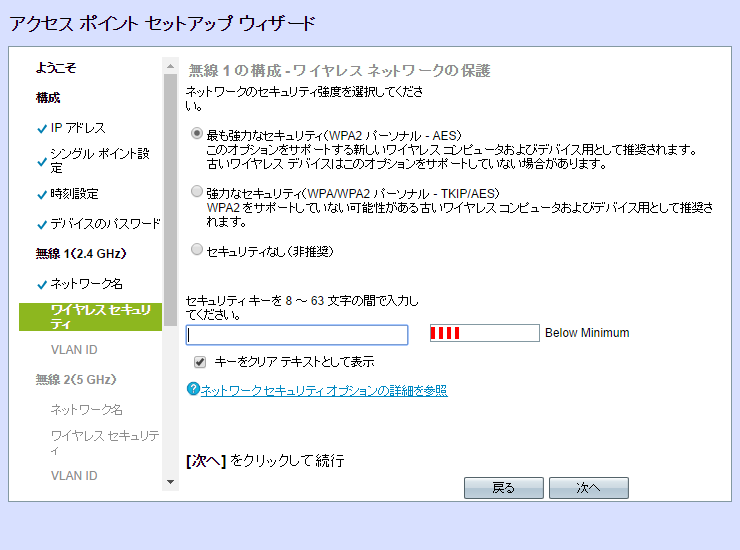 アクセス ポイント セットアップ ウィザード
ようこそ
構成
IP アドレス
シングル ポイント設
定
時刻設定
デバイスのパスワード
無線 1(2.4 GHz)
ネットワーク名
ワイヤレス セキュリ
ティ
VLAN ID
無線 2(5 GHz)
ネットワーク名
ワイヤレス セキュリテ
ィ
VLAN ID
無線 1 の構成 - ワイヤレス ネットワークの保護
ネットワークのセキュリティ強度を選択してくださ
い。
最も強力なセキュリティ(WPA2 パーソナル - AES)
このオプションをサポートする新しいワイヤレス コンピュータおよびデバイス用として推奨されます。
古いワイヤレス デバイスはこのオプションをサポートしていない場合があります。
強力なセキュリティ(WPA/WPA2 パーソナル - TKIP/AES)
WPA2 をサポートしていない可能性がある古いワイヤレス コンピュータおよびデバイス用として推奨さ
れます。
セキュリティなし(非推奨)
セキュリティ キーを 8 ～ 63 文字の間で入力し
てください。
Below Minimum
キーをクリア テキストとして表示
?ネットワーク セキュリティ オプションの詳細を参照
[次へ] をクリックして続行
戻る
次へ